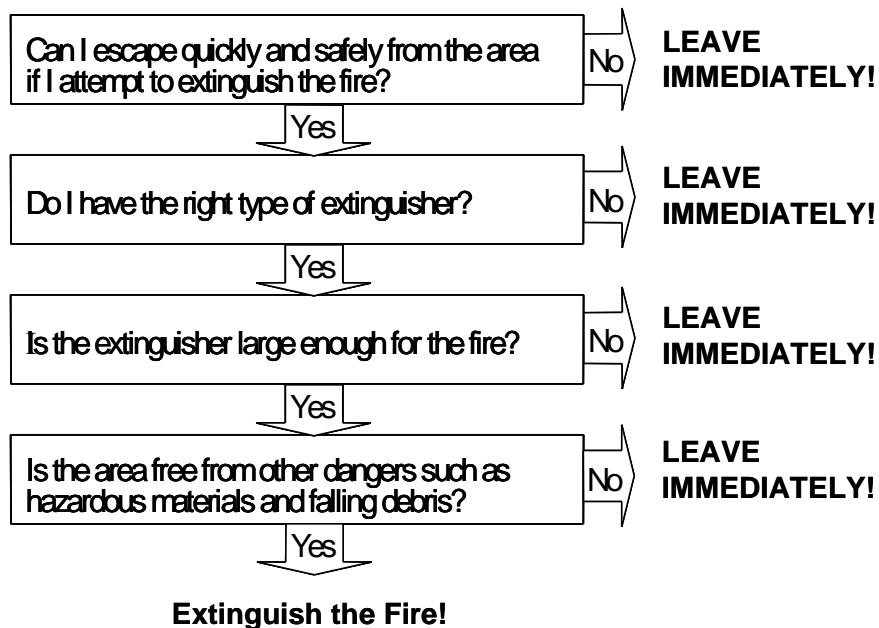 Can I escape quickly and safely from the area
if I attempt to extinguish the fire?
No
LEAVE
IMMEDIATELY!
Yes
Do I have the right type of extinguisher?
No
LEAVE
IMMEDIATELY!
Yes
Is the extinguisher large enough for the fire?
No
LEAVE
IMMEDIATELY!
Yes
Is the area free from other dangers such as
hazardous materials and falling debris?
No
LEAVE
IMMEDIATELY!
Yes
Extinguish the Fire!